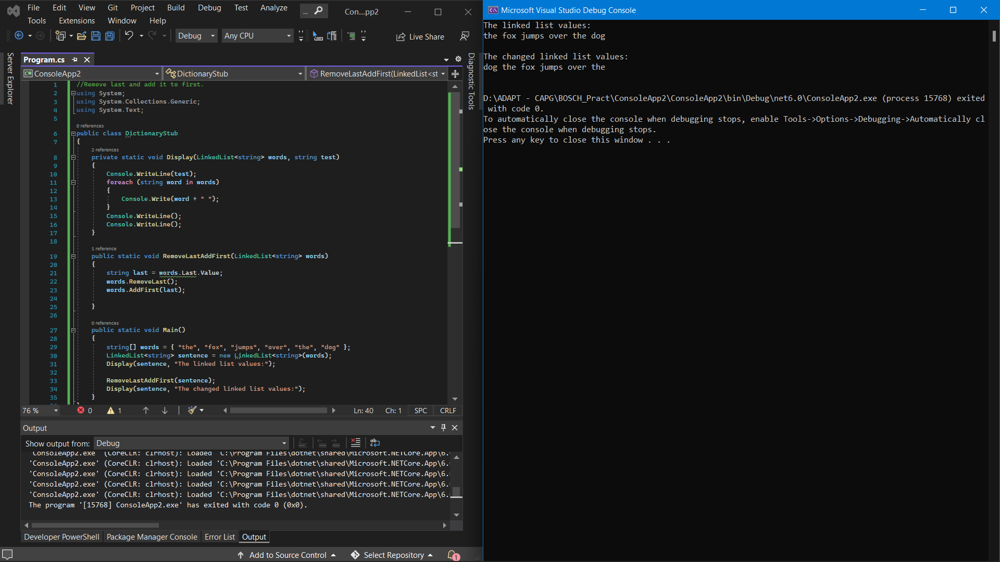 File Edit View Git Project Build Debug Test Analyze ... Con...pp2
Tools Extensions Window Help
Debug Any CPU Live Share
Server Explorer
Program.cs
ConsoleApp2 DictionaryStub RemoveLastAddFirst(LinkedList<st
Diagnostic Tools
1 //Remove last and add it to first.
2 using System;
3 using System.Collections.Generic;
4 using System.Text;
5
0 references
6 public class DictionaryStub
7 {
2 references
8 private static void Display(LinkedList<string> words, string test)
9 {
10 Console.WriteLine(test);
11 foreach (string word in words)
12 {
13 Console.Write(word + " ");
14 }
15 Console.WriteLine();
16 Console.WriteLine();
17 }
18
1 reference
19 public static void RemoveLastAddFirst(LinkedList<string> words)
20 {
21 string last = words.Last.Value;
22 words.RemoveLast();
23 words.AddFirst(last);
24
25 }
26
0 references
27 public static void Main()
28 {
29 string[] words = { "the", "fox", "jumps", "over", "the", "dog" };
30 LinkedList<string> sentence = new LinkedList<string>(words);
31 Display(sentence, "The linked list values:");
32
33 RemoveLastAddFirst(sentence);
34 Display(sentence, "The changed linked list values:");
35 }
76 % 0 1 Ln: 40 Ch: 1 SPC CRLF
Output
Show output from: Debug
'ConsoleApp2.exe' (CoreCLR: clrhost): Loaded 'C:\Program Files\dotnet\shared\Microsoft.NETCore.App\6.
'ConsoleApp2.exe' (CoreCLR: clrhost): Loaded 'C:\Program Files\dotnet\shared\Microsoft.NETCore.App\6.
'ConsoleApp2.exe' (CoreCLR: clrhost): Loaded 'C:\Program Files\dotnet\shared\Microsoft.NETCore.App\6.
'ConsoleApp2.exe' (CoreCLR: clrhost): Loaded 'C:\Program Files\dotnet\shared\Microsoft.NETCore.App\6.
'ConsoleApp2.exe' (CoreCLR: clrhost): Loaded 'C:\Program Files\dotnet\shared\Microsoft.NETCore.App\6.
The program '[15768] ConsoleApp2.exe' has exited with code 0 (0x0).
Developer PowerShell Package Manager Console Error List Output
Add to Source Control Select Repository 1
Microsoft Visual Studio Debug Console
The linked list values:
the fox jumps over the dog
The changed linked list values:
dog the fox jumps over the
D:\ADAPT - CAPG\BOSCH_Pract\ConsoleApp2\ConsoleApp2\bin\Debug\net6.0\ConsoleApp2.exe (process 15768) exited
with code 0.
To automatically close the console when debugging stops, enable Tools->Options->Debugging->Automatically cl
ose the console when debugging stops.
Press any key to close this window . . .